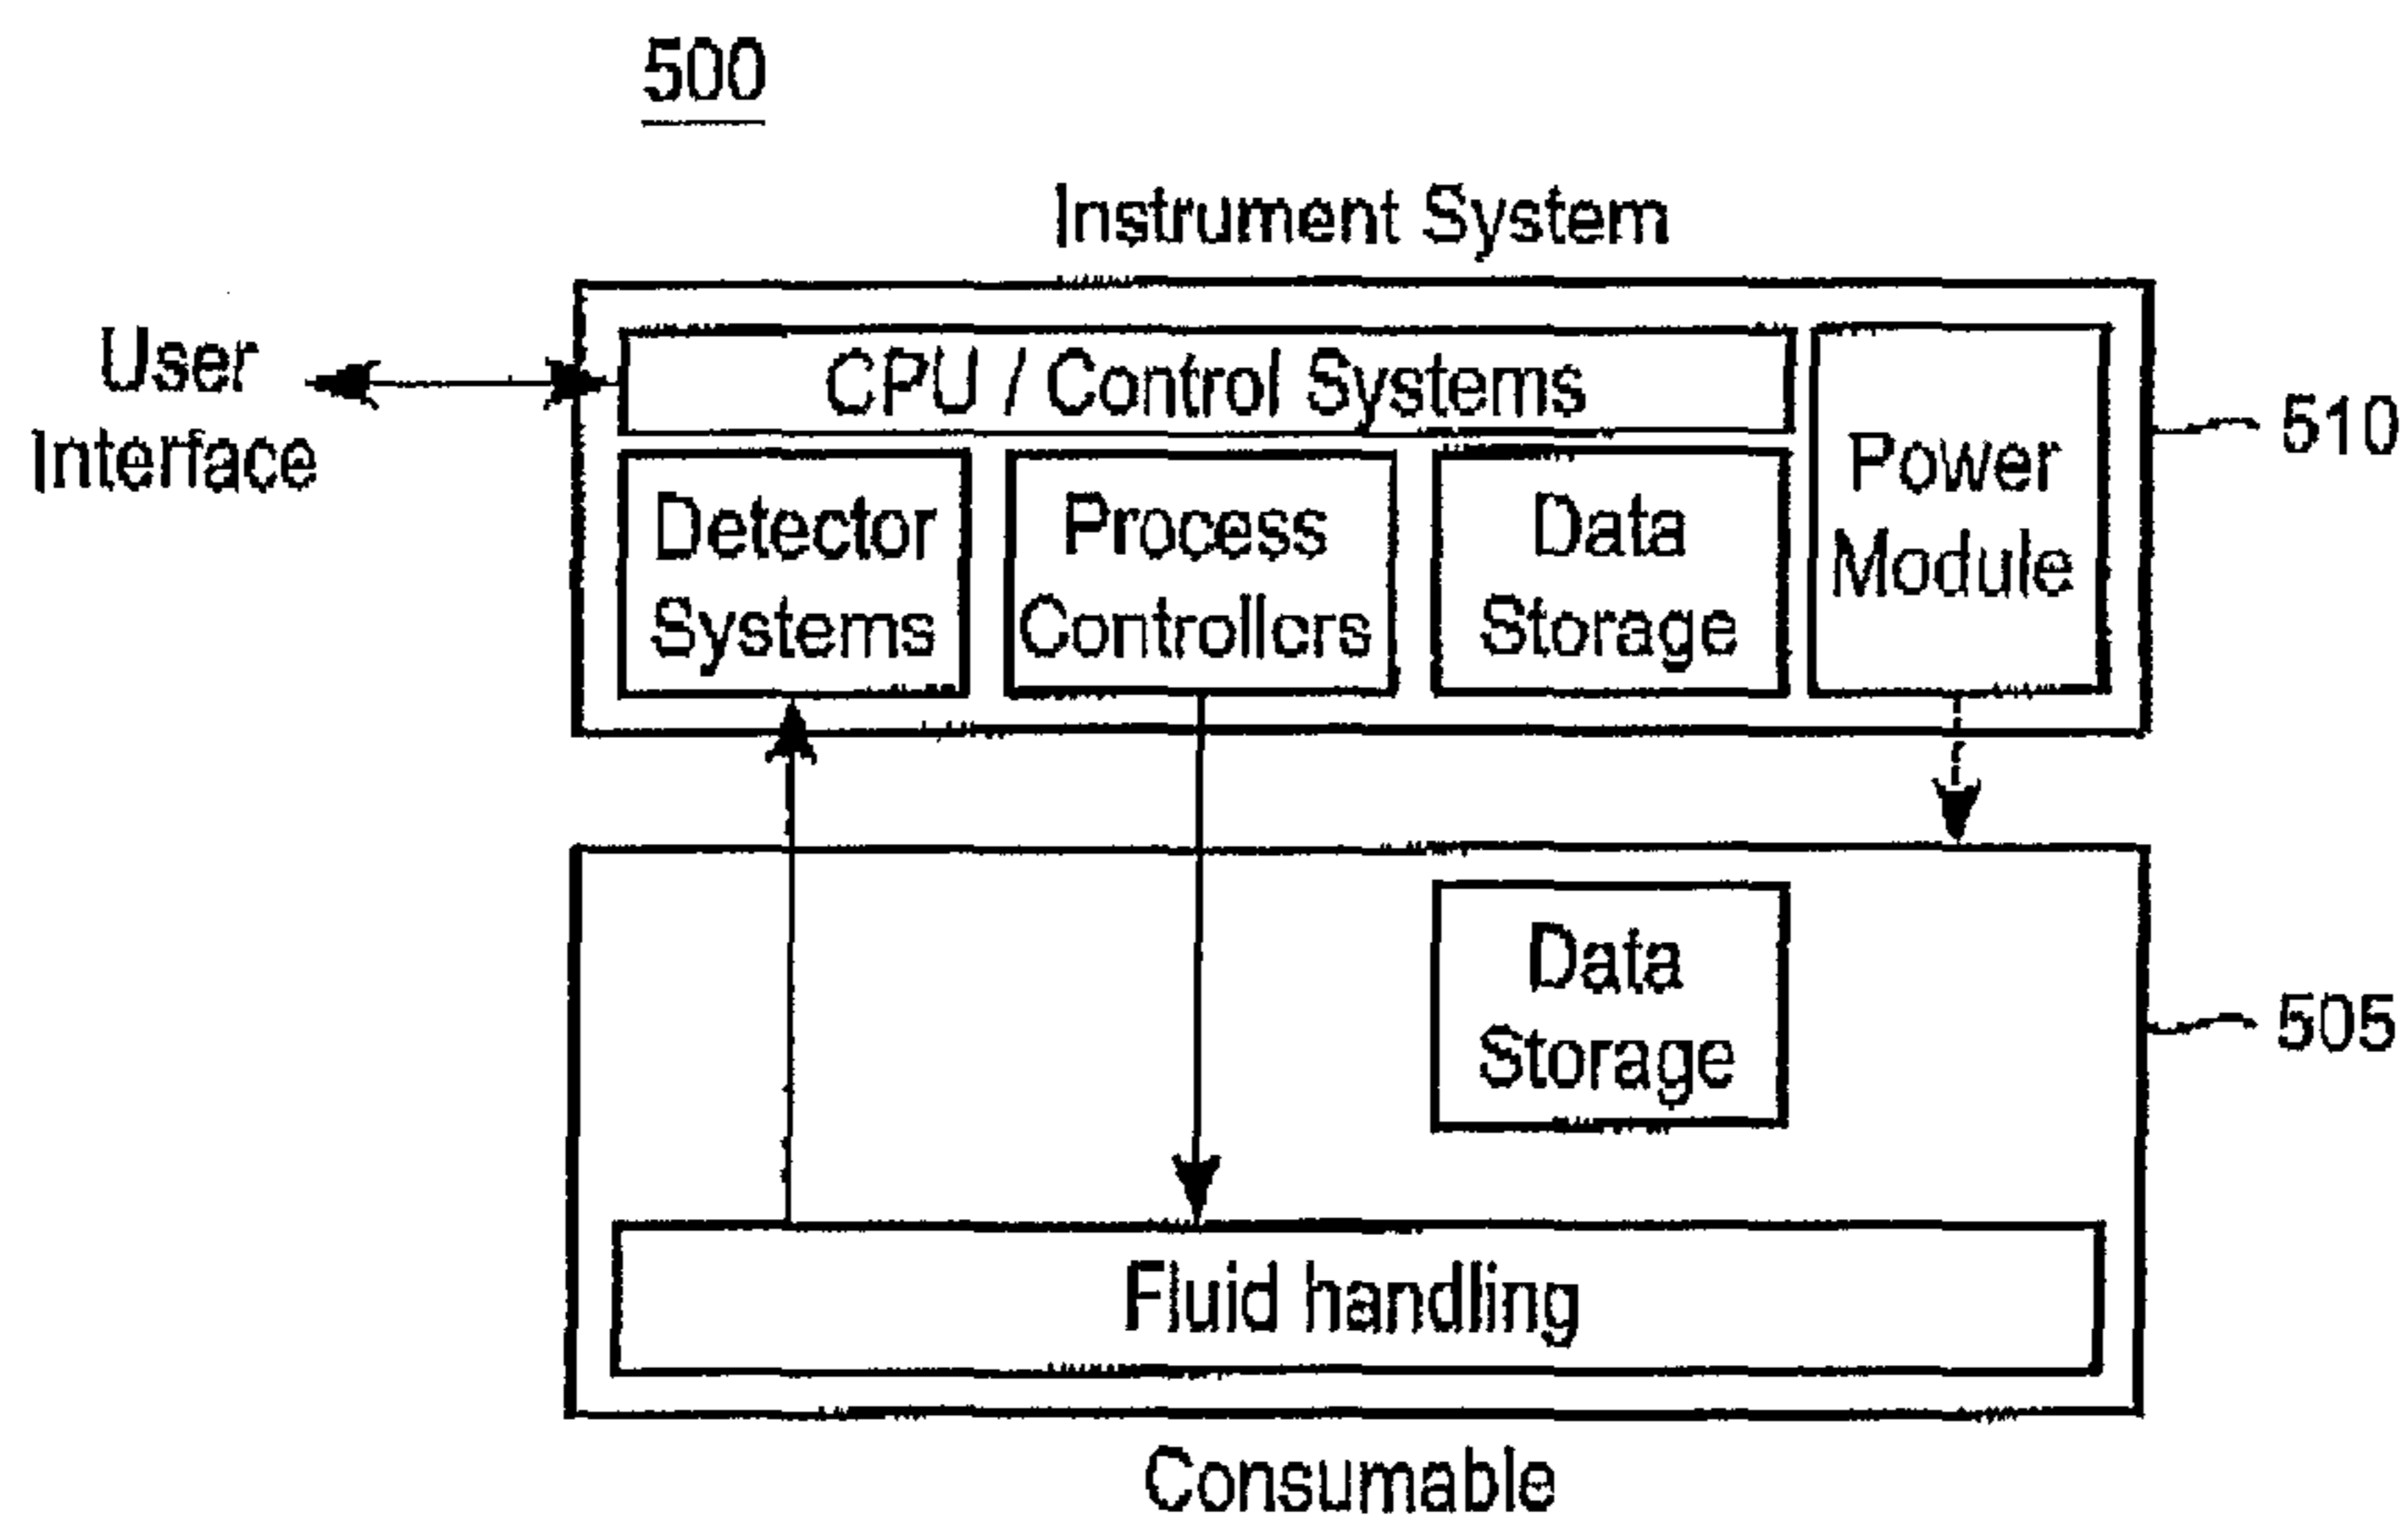 500
Instrument System
User
Interface
CPU / Control Systems
Detector
Systems
Process
Controllers
Data
Storage
Power
Module
510
Data
Storage
505
Fluid handling
Consumable